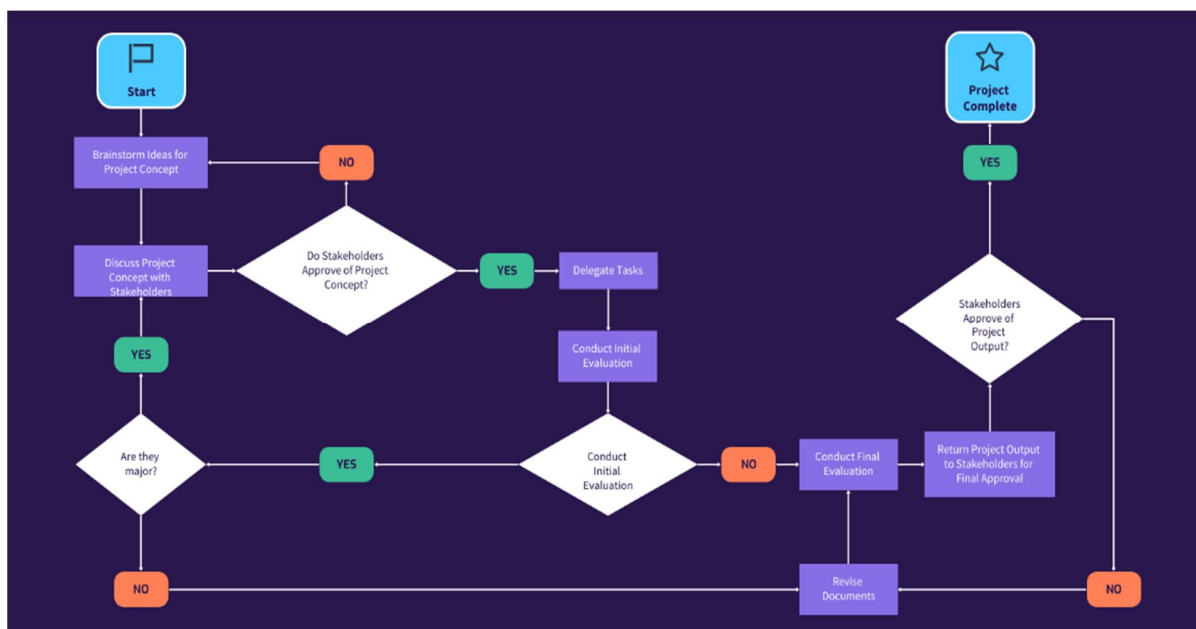 Start
Project
Complete
Brainstorm Ideas for
Project Concept
NO
YES
Discuss Project
Concept with
Stakeholders
Do Stakeholders
Approve of Project
Concept?
YES
Delegate Tasks
Stakeholders
Approve of
Project
Output?
YES
Conduct Initial
Evaluation
Are they
major?
YES
Conduct
Initial
Evaluation
NO
Conduct Final
Evaluation
Return Project Output
to Stakeholders for
Final Approval
NO
Revise
Documents
NO